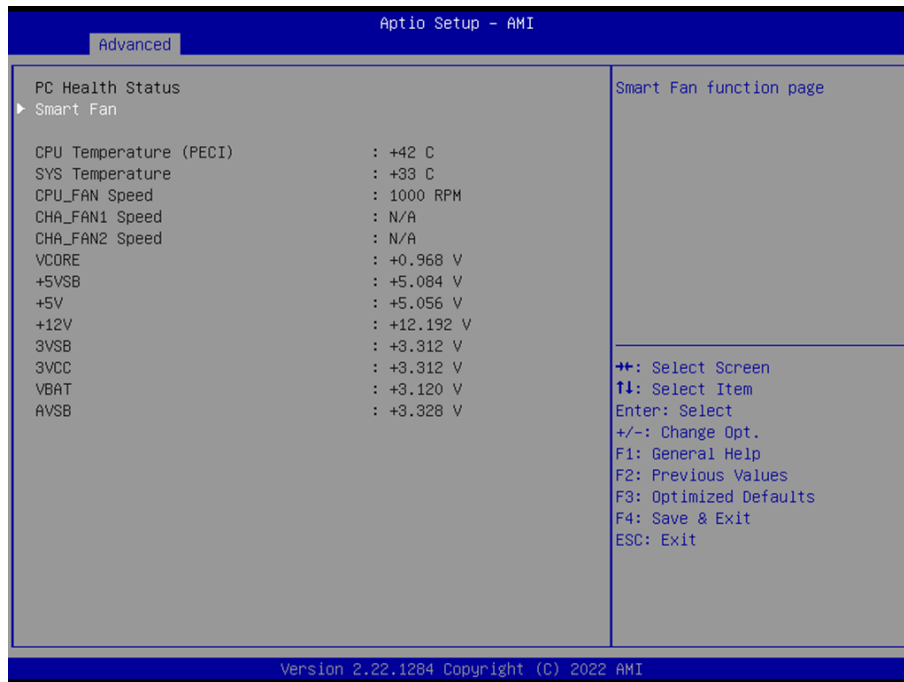 Aptio Setup – AMI
Advanced
PC Health Status
Smart Fan
CPU Temperature (PECI) : +42 C
SYS Temperature : +33 C
CPU_FAN Speed : 1000 RPM
CHA_FAN1 Speed : N/A
CHA_FAN2 Speed : N/A
VCORE : +0.968 V
+5VSB : +5.084 V
+5V : +5.056 V
+12V : +12.192 V
3VSB : +3.312 V
3VCC : +3.312 V
VBAT : +3.120 V
AVSB : +3.328 V
Smart Fan function page
→←: Select Screen
↑↓: Select Item
Enter: Select
+/-: Change Opt.
F1: General Help
F2: Previous Values
F3: Optimized Defaults
F4: Save & Exit
ESC: Exit
Version 2.22.1284 Copyright (C) 2022 AMI